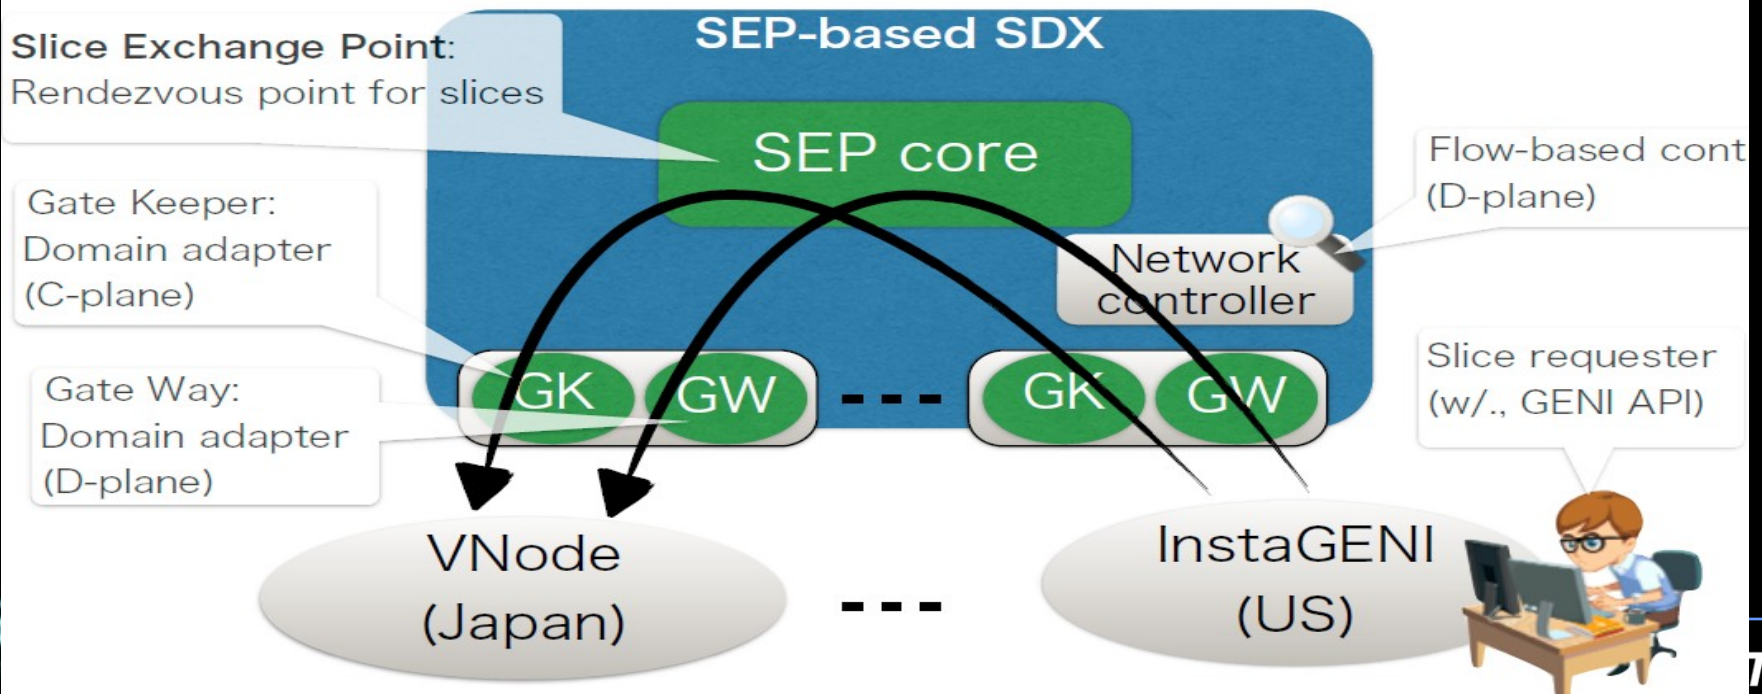 SEP-based SDX
Slice Exchange Point:
Rendezvous point for slices
SEP core
Flow-based cont
(D-plane)
Gate Keeper:
Domain adapter
(C-plane)
Network
controller
Gate Way:
Domain adapter
(D-plane)
GK
GW
GK
GW
Slice requester
(w/., GENI API)
VNode
(Japan)
InstaGENI
(US)